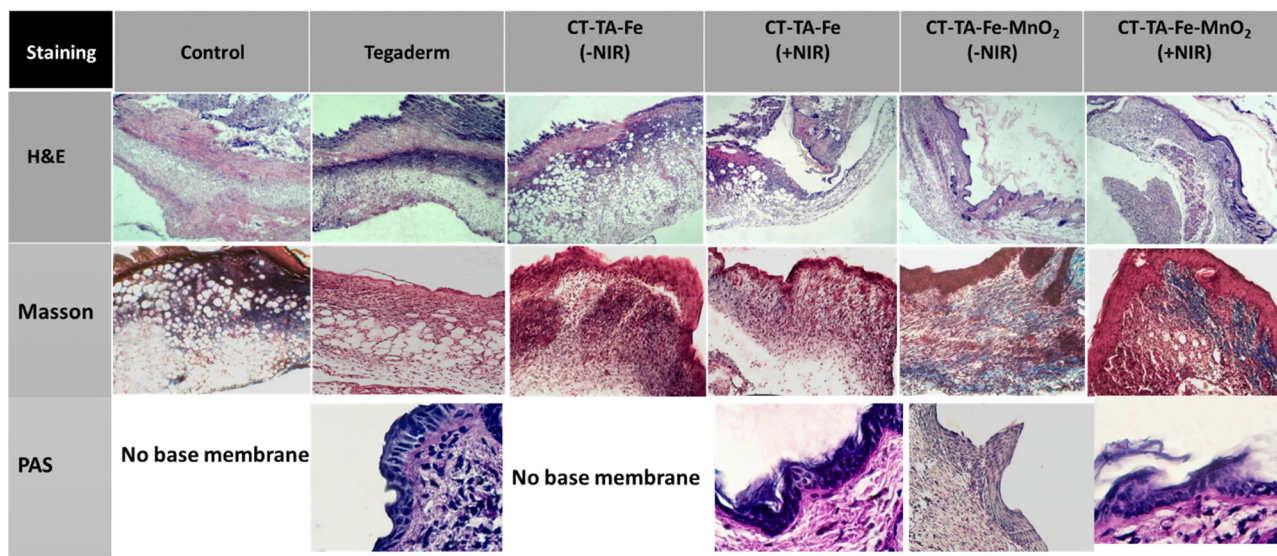 Staining
Control
Tegaderm
CT-TA-Fe
(-NIR)
CT-TA-Fe
(+NIR)
CT-TA-Fe-MnO₂
(-NIR)
CT-TA-Fe-MnO₂
(+NIR)
H&E
Masson
PAS
No base membrane
No base membrane